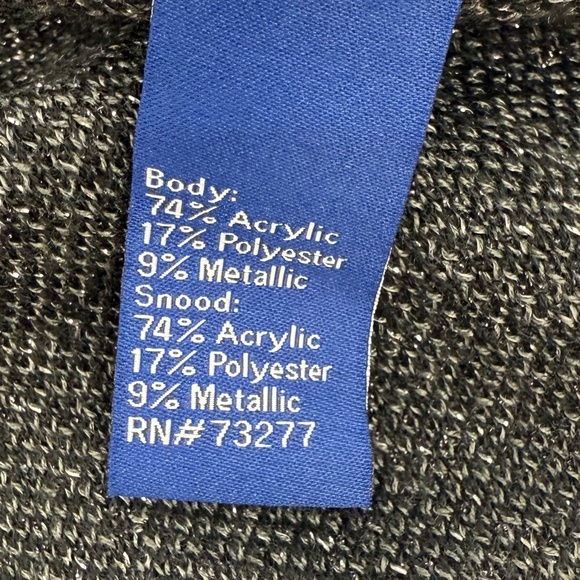 Body:
74% Acrylic
17% Polyester
9% Metallic
Snood:
74% Acrylic
17% Polyester
9% Metallic
RN# 73277